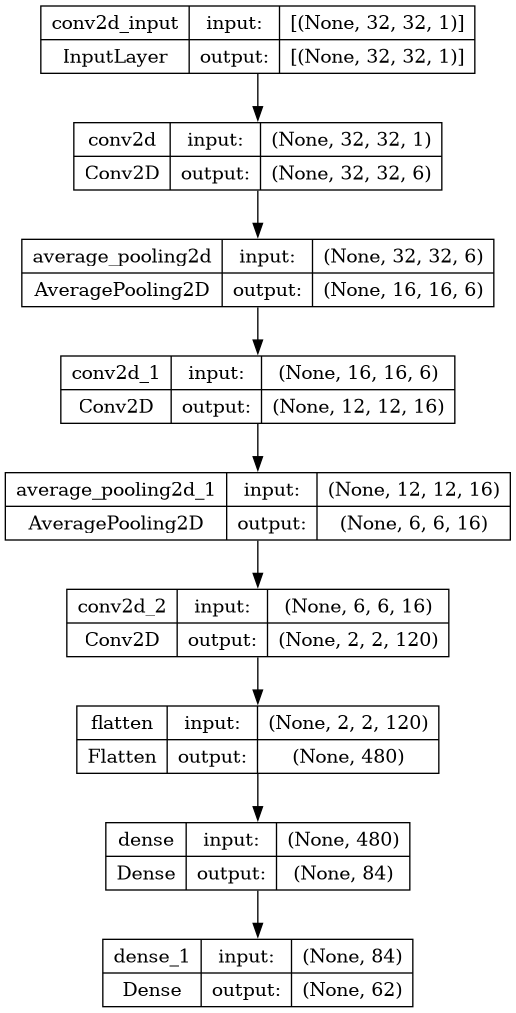 conv2d_input input: [(None, 32, 32, 1)]
InputLayer output: [(None, 32, 32, 1)]
conv2d input: (None, 32, 32, 1)
Conv2D output: (None, 32, 32, 6)
average_pooling2d input: (None, 32, 32, 6)
AveragePooling2D output: (None, 16, 16, 6)
conv2d_1 input: (None, 16, 16, 6)
Conv2D output: (None, 12, 12, 16)
average_pooling2d_1 input: (None, 12, 12, 16)
AveragePooling2D output: (None, 6, 6, 16)
conv2d_2 input: (None, 6, 6, 16)
Conv2D output: (None, 2, 2, 120)
flatten input: (None, 2, 2, 120)
Flatten output: (None, 480)
dense input: (None, 480)
Dense output: (None, 84)
dense_1 input: (None, 84)
Dense output: (None, 62)